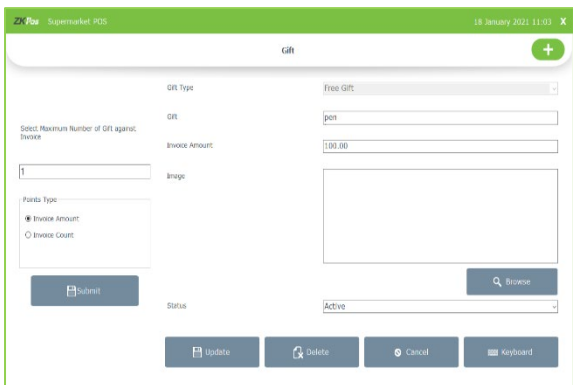 ZKPos Supermarket POS 18 January 2021 11:03 X
Gift
+
Gift Type Free Gift
Gift pen
Select Maximum Number of Gift against
Invoice
Invoice Amount 100.00
1
Image
Points Type
Invoice Amount
Invoice Count
Browse
Submit
Status Active
Update Delete Cancel Keyboard